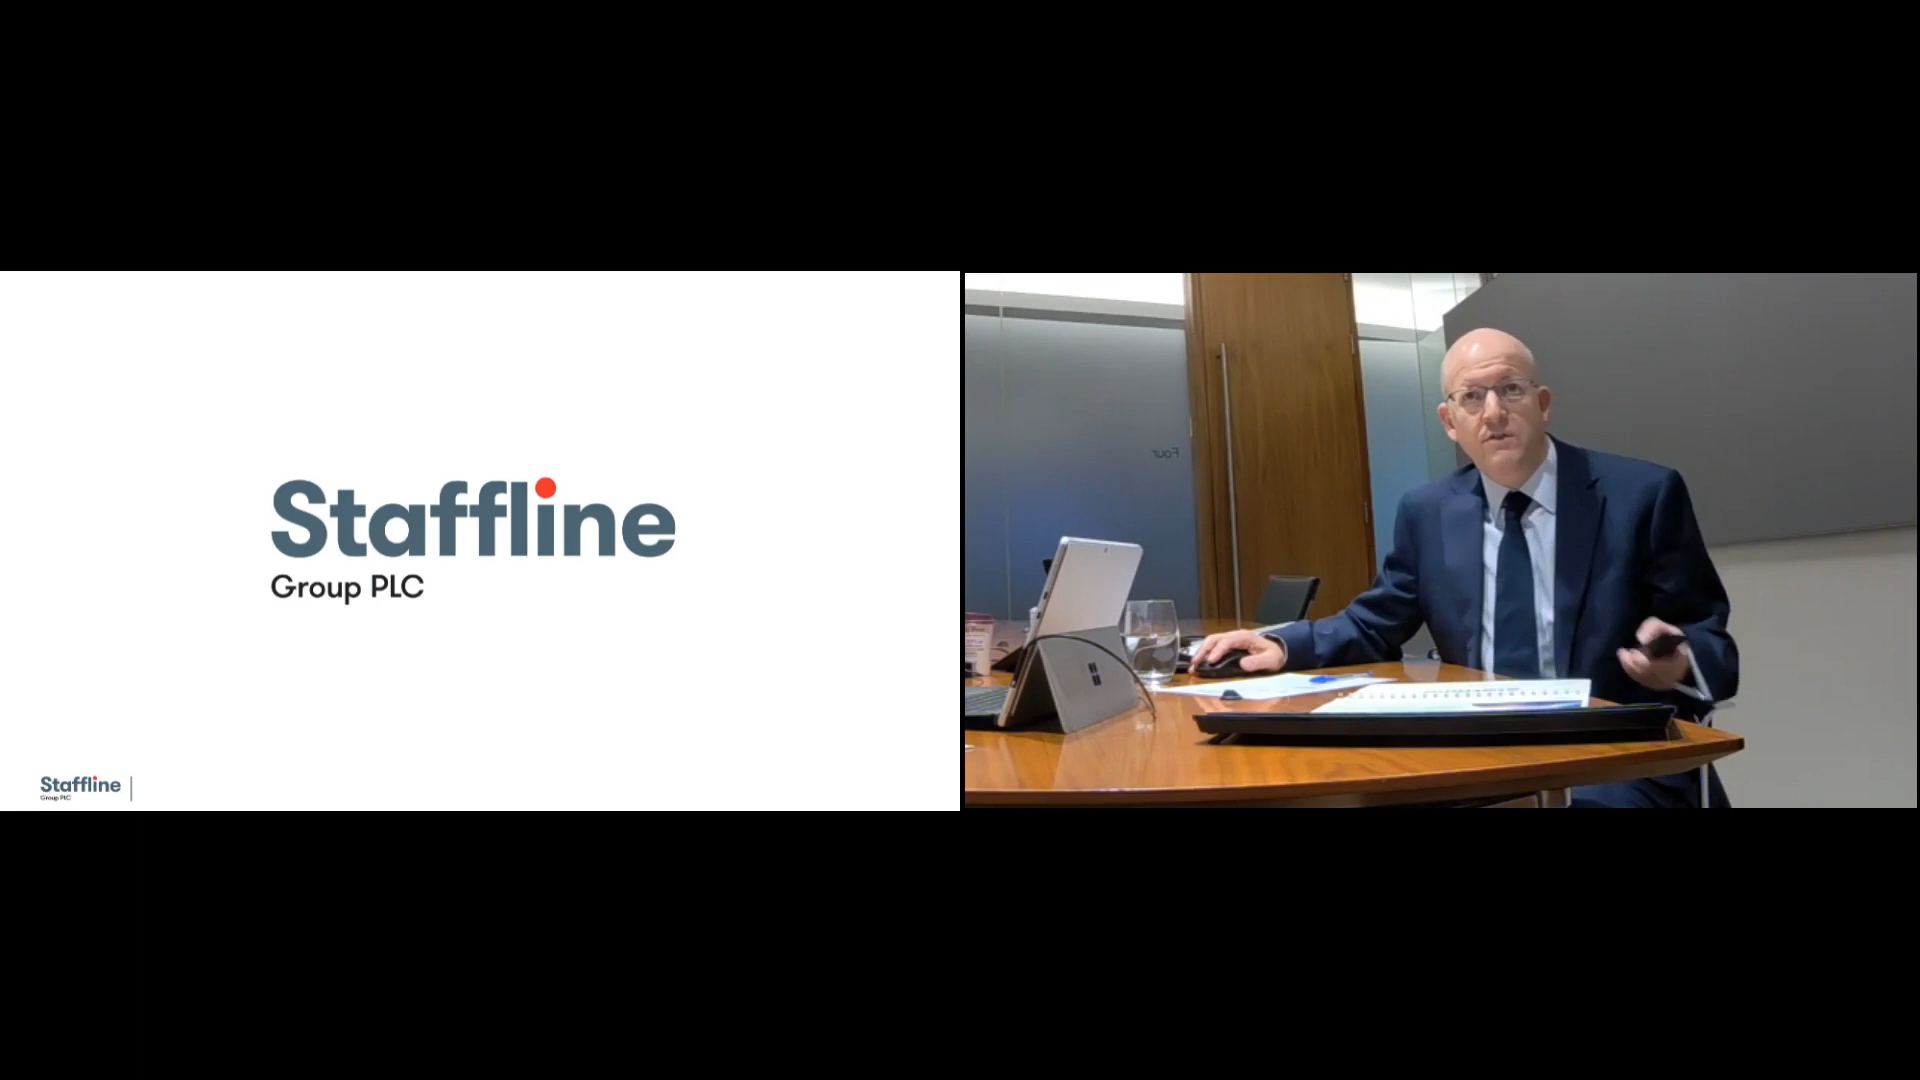 Staffline
Group PLC
Staffline
Group PLC
Four